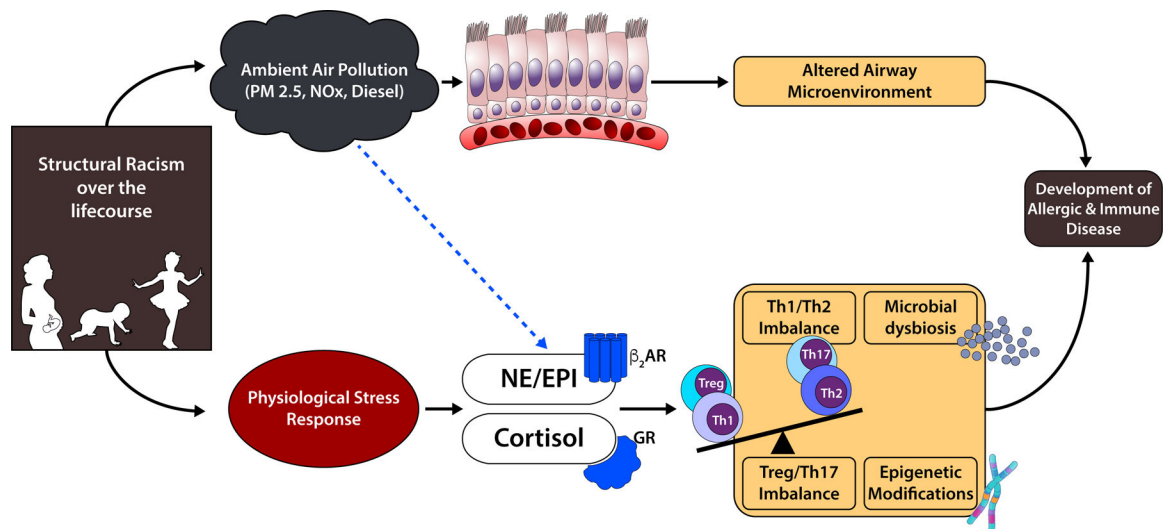 Structural Racism
over the
lifecourse
Ambient Air Pollution
(PM 2.5, NOx, Diesel)
Altered Airway
Microenvironment
Development of
Allergic & Immune
Disease
Physiological Stress
Response
NE/EPI
β₂AR
Cortisol
GR
Treg
Th1
Th1/Th2
Imbalance
Microbial
dysbiosis
Th17
Th2
Treg/Th17
Imbalance
Epigenetic
Modifications